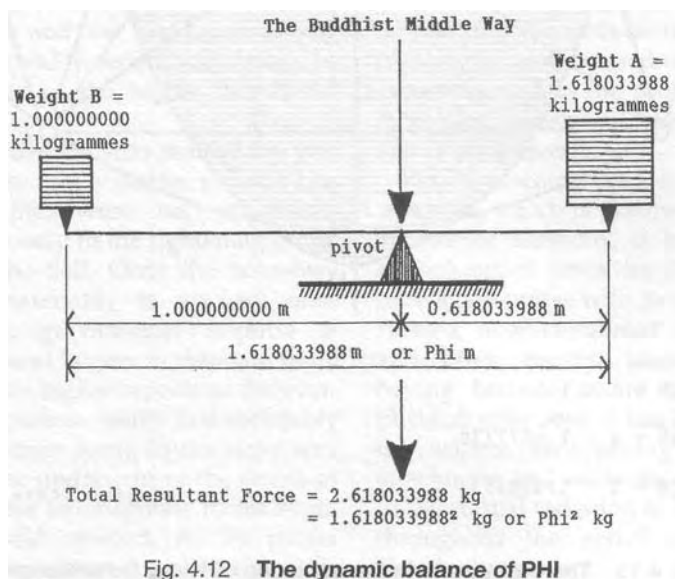 The Buddhist Middle Way
Weight B =
1.000000000
kilogrammes
Weight A =
1.618033988
kilogrammes
pivot
1.000000000 m
0.618033988 m
1.618033988 m or Phi m
Total Resultant Force = 2.618033988 kg
= 1.618033988² kg or Phi² kg
Fig. 4.12 The dynamic balance of PHI